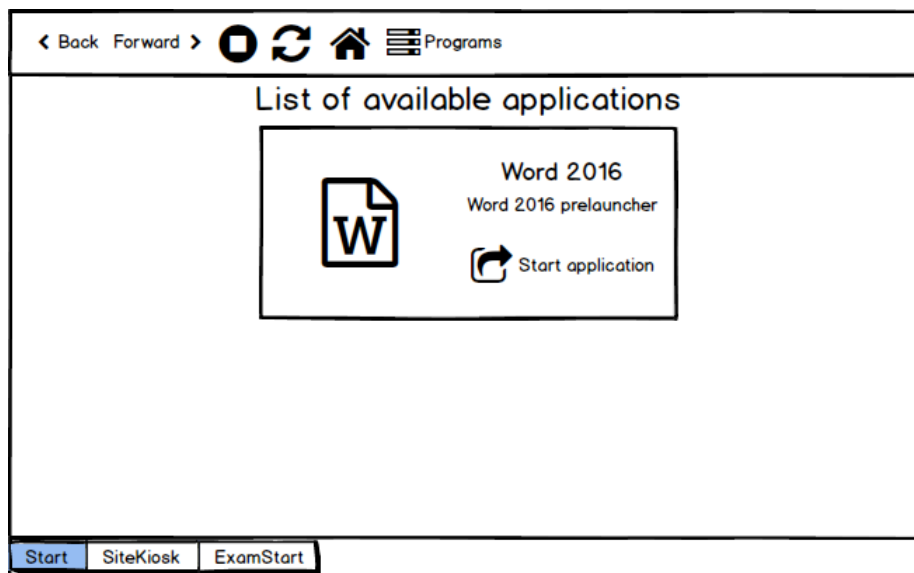 Back Forward Programs
List of available applications
W
Word 2016
Word 2016 prelauncher
Start application
Start SiteKiosk ExamStart